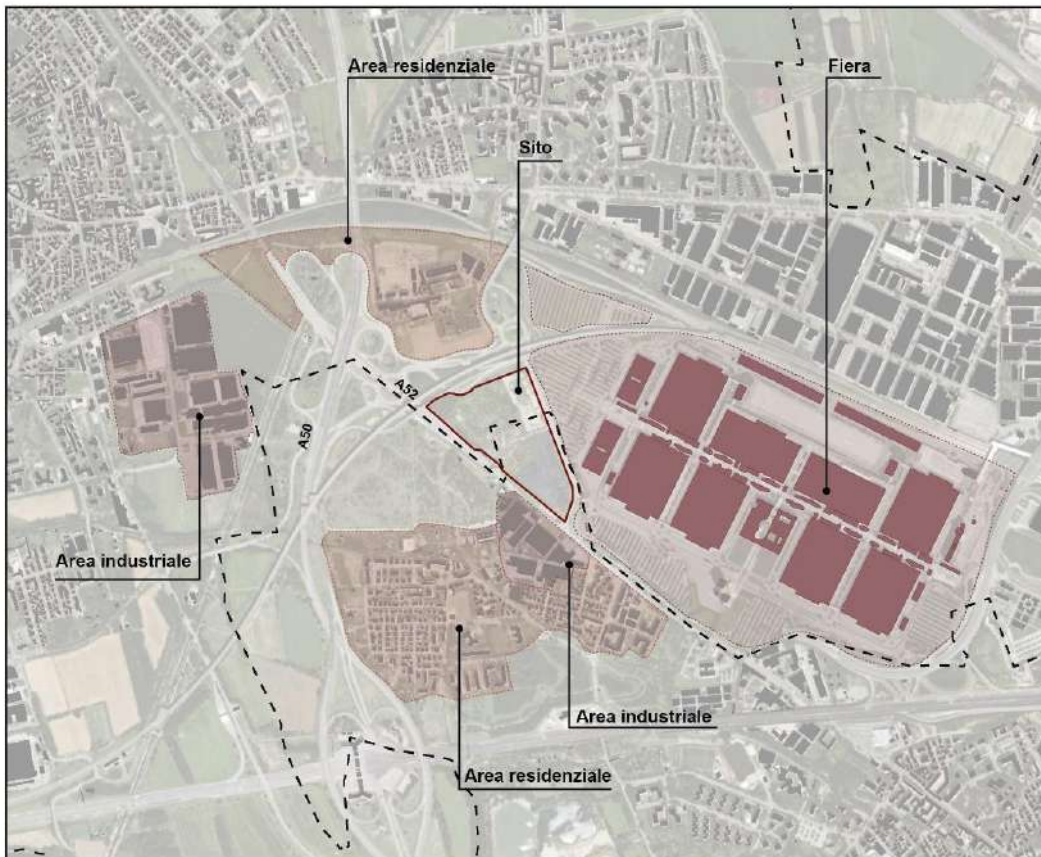 Area residenziale
Fiera
Sito
A52
A50
Area industriale
Area industriale
Area residenziale